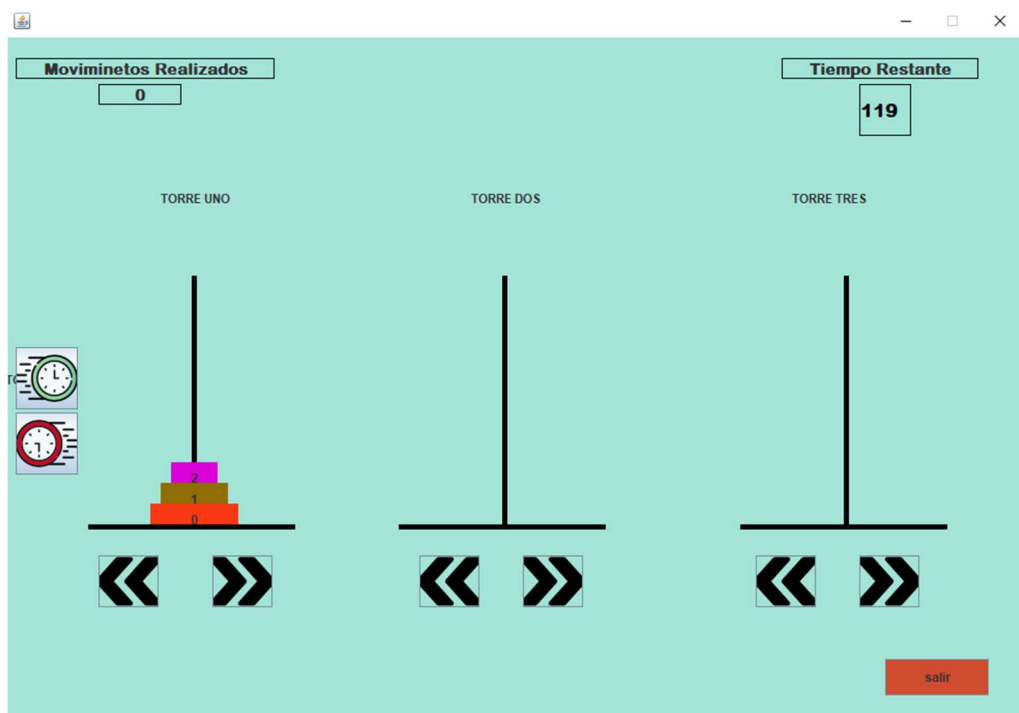 Moviminetos Realizados
0
Tiempo Restante
119
TORRE UNO
TORRE DOS
TORRE TRES
2
1
0
salir